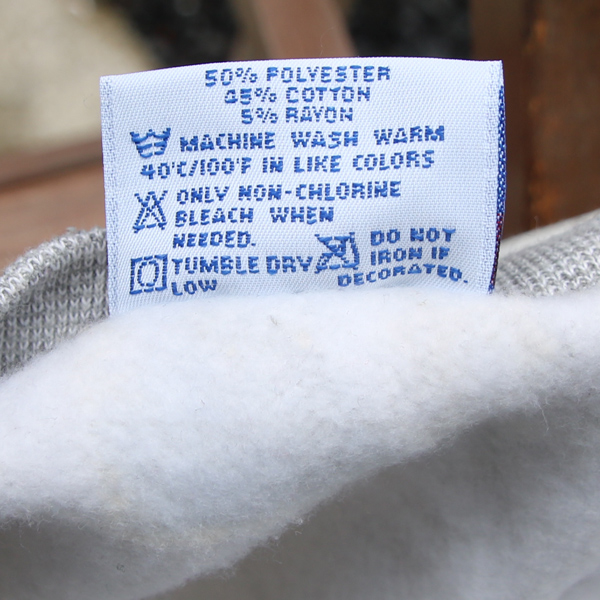 50% POLYESTER
45% COTTON
5% RAYON
MACHINE WASH WARM
40°C/100°F IN LIKE COLORS
ONLY NON-CHLORINE
BLEACH WHEN
NEEDED.
TUMBLE DRY
LOW
DO NOT
IRON IF
DECORATED.